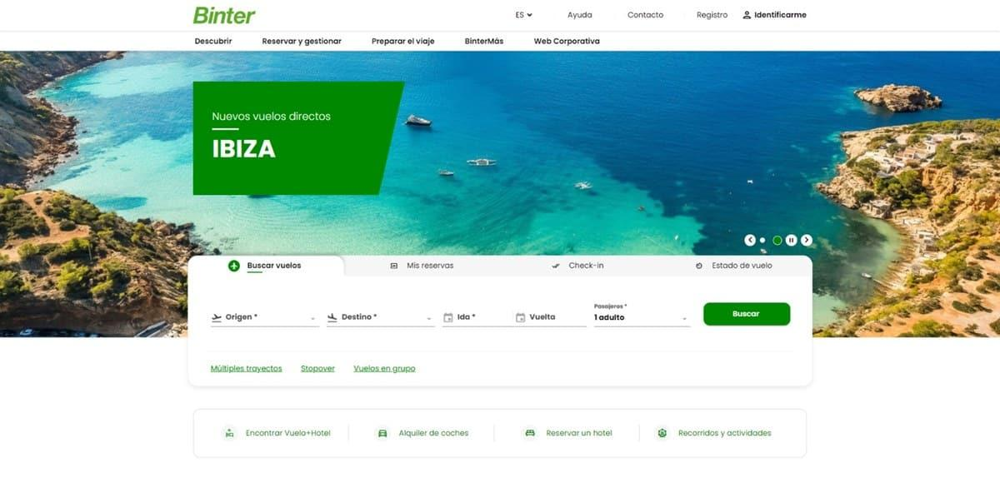 Binter
ES
Ayuda
Contacto
Registro
Identificarme
Descubrir
Reservar y gestionar
Preparar el viaje
BinterMás
Web Corporativa
Nuevos vuelos directos
IBIZA
Buscar vuelos
Mis reservas
Check-in
Estado de vuelo
Origen *
Destino *
Ida *
Vuelta
Pasajeros *
1 adulto
Buscar
Múltiples trayectos
Stopover
Vuelos en grupo
Encontrar Vuelo+Hotel
Alquiler de coches
Reservar un hotel
Recorridos y actividades